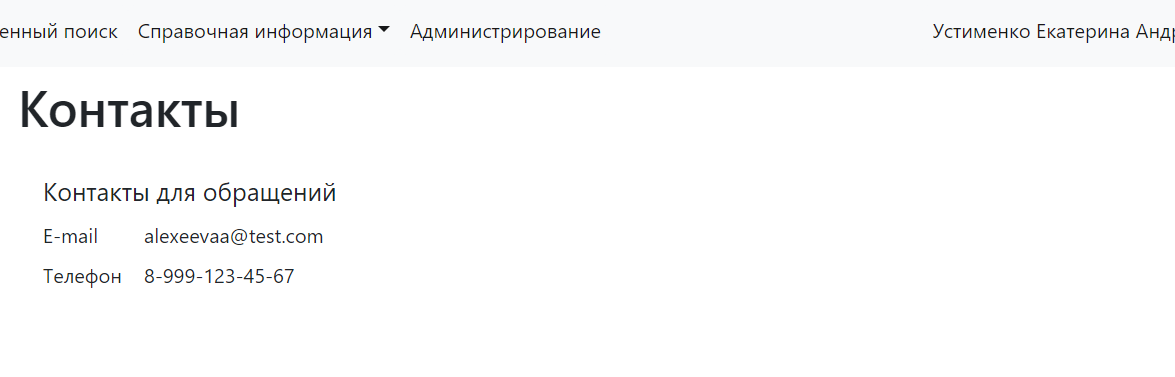 енный поиск Справочная информация Администрирование Устименко Екатерина Анд
Контакты
Контакты для обращений
E-mail alexeevaa@test.com
Телефон 8-999-123-45-67